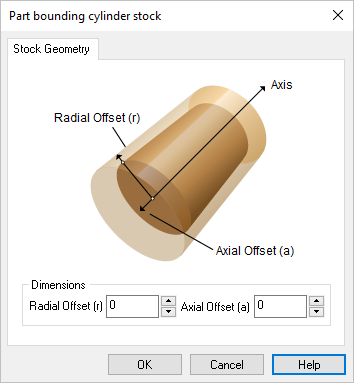 Part bounding cylinder stock
Stock Geometry
Axis
Radial Offset (r)
Axial Offset (a)
Dimensions
Radial Offset (r) 0 Axial Offset (a) 0
OK Cancel Help